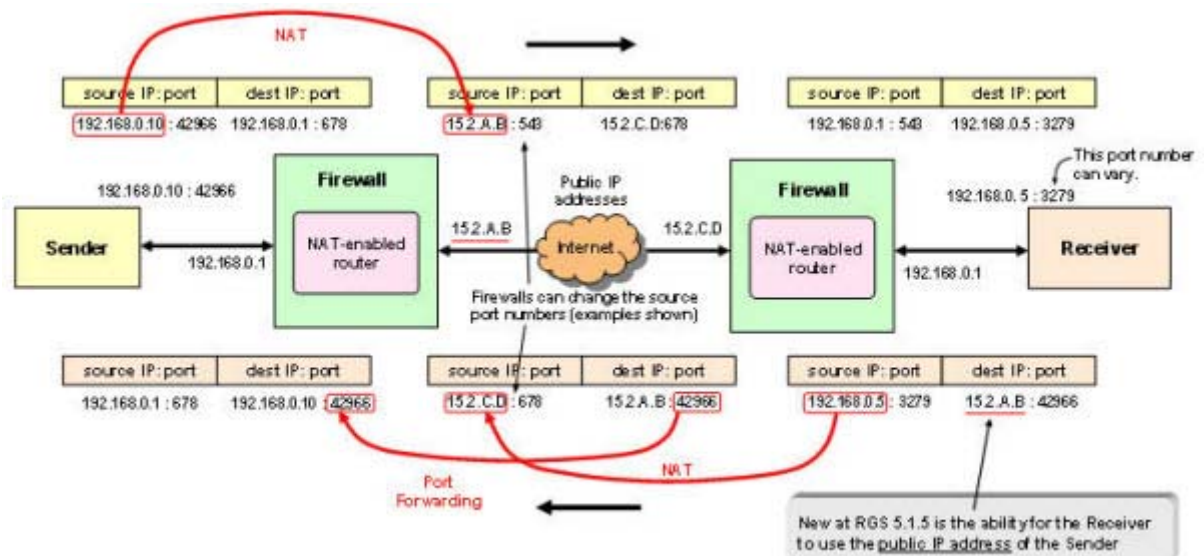 NAT
source IP: port dest IP: port
source IP: port dest IP: port
source IP: port dest IP: port
192.168.0.10 : 42966 192.168.0.1 : 678
15.2.A.B : 543 15.2.C.D:678
192.168.0.1 : 543 192.168.0.5 : 3279
This port number
can vary.
192.168.0.10 : 42966
Firewall
Public IP
addresses
Firewall
192.168.0.5 : 3279
Sender
192.168.0.1
NAT-enabled
router
15.2.A.B
Internet
15.2.C.D
NAT-enabled
router
192.168.0.1
Receiver
Firewalls can change the source
port numbers (examples shown)
source IP: port dest IP: port
source IP: port dest IP: port
source IP: port dest IP: port
192.168.0.1 : 678 192.168.0.10 : 42966
15.2.C.D : 678 15.2.A.B : 42966
192.168.0.5 : 3279 15.2.A.B : 42966
Port
Forwarding
NAT
New at RGS 5.1.5 is the ability for the Receiver
to use the public IP address of the Sender